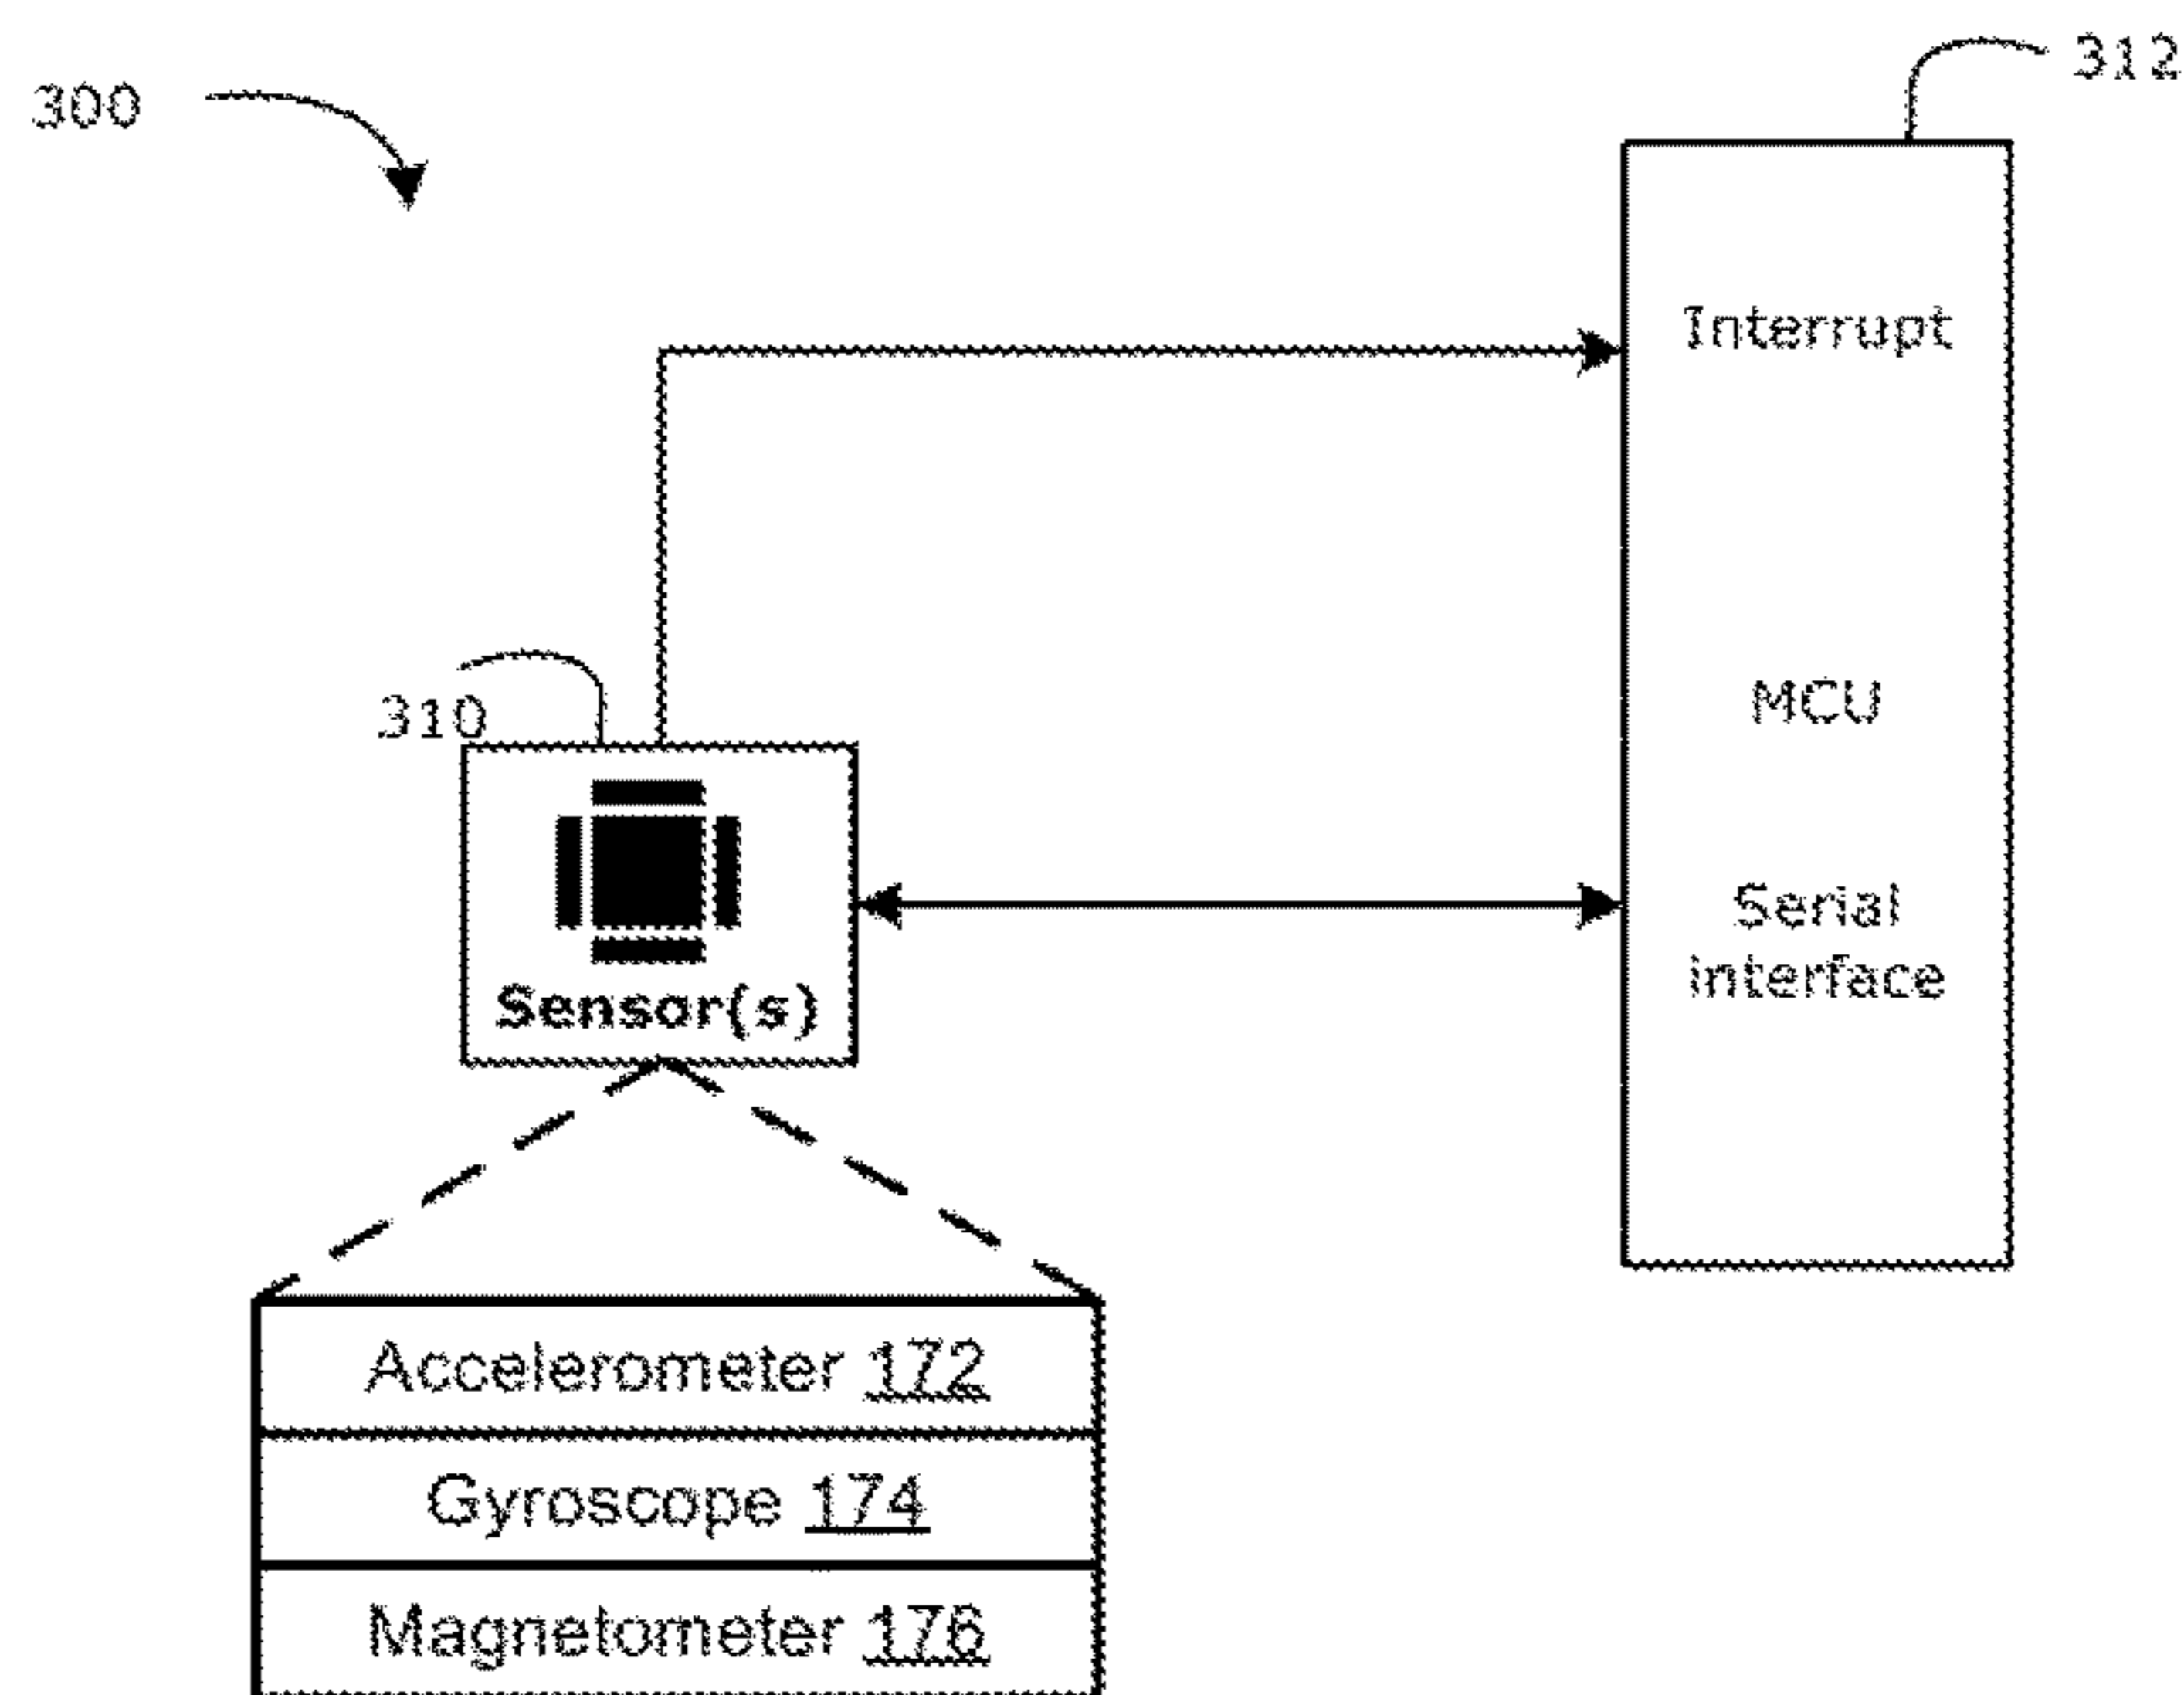 300
312
Interrupt
310
MCU
Serial
interface
Sensor(s)
Accelerometer 172
Gyroscope 174
Magnetometer 176